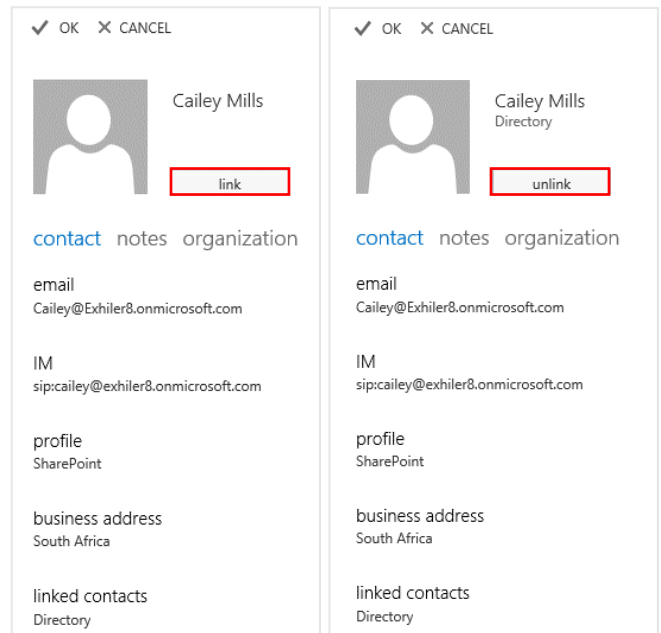 OK CANCEL
Cailey Mills
link
contact notes organization
email
Cailey@Exhiler8.onmicrosoft.com
IM
sip:cailey@exhiler8.onmicrosoft.com
profile
SharePoint
business address
South Africa
linked contacts
Directory
OK CANCEL
Cailey Mills
Directory
unlink
contact notes organization
email
Cailey@Exhiler8.onmicrosoft.com
IM
sip:cailey@exhiler8.onmicrosoft.com
profile
SharePoint
business address
South Africa
linked contacts
Directory